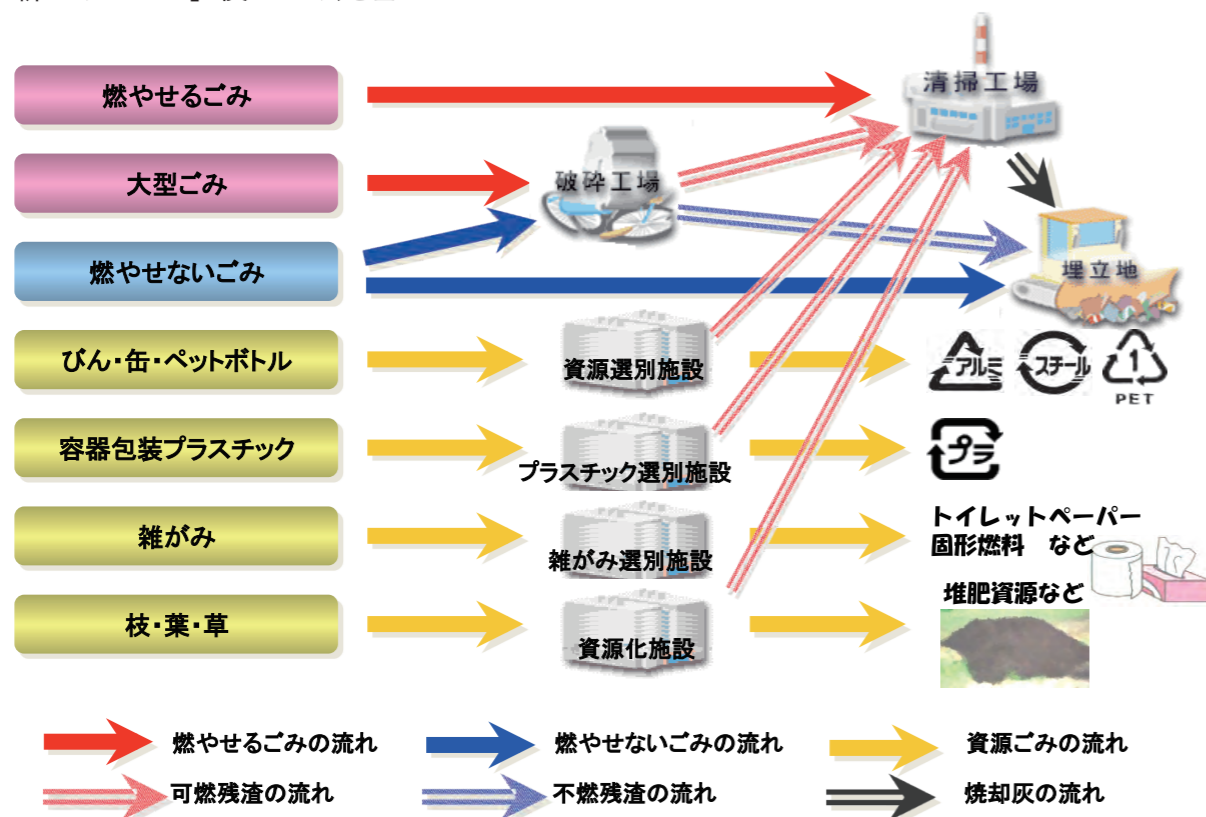 燃やせるごみ
清掃工場
大型ごみ
破砕工場
燃やせないごみ
埋立地
びん・缶・ペットボトル
資源選別施設
アルミ
スチール
1
PET
容器包装プラスチック
プラスチック選別施設
プラ
雑がみ
雑がみ選別施設
トイレットペーパー
固形燃料 など
枝・葉・草
資源化施設
堆肥資源など
燃やせるごみの流れ
燃やせないごみの流れ
資源ごみの流れ
可燃残渣の流れ
不燃残渣の流れ
焼却灰の流れ